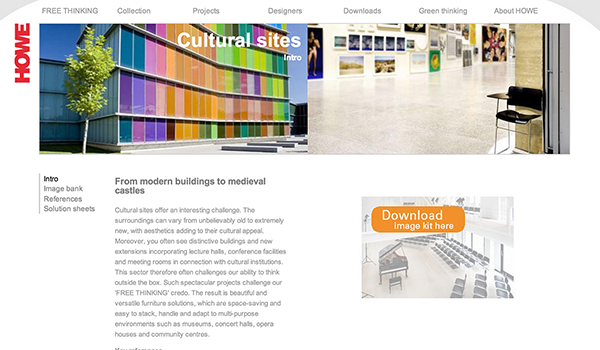 FREE THINKING Collection Projects Designers Downloads Green thinking About HOWE
HOWE
Cultural sites
Intro
Intro
Image bank
References
Solution sheets
From modern buildings to medieval
castles
Cultural sites offer an interesting challenge. The
surroundings can vary from unbelievably old to extremely
new, with aesthetics adding to their cultural appeal.
Moreover, you often see distinctive buildings and new
extensions incorporating lecture halls, conference facilities
and meeting rooms in connection with cultural institutions.
This sector therefore often challenges our ability to think
outside the box. Such spectacular projects challenge our
'FREE THINKING' credo. The result is beautiful and
versatile furniture solutions, which are space-saving and
easy to stack, handle and adapt to multi-purpose
environments such as museums, concert halls, opera
houses and community centres.
Download
image kit here